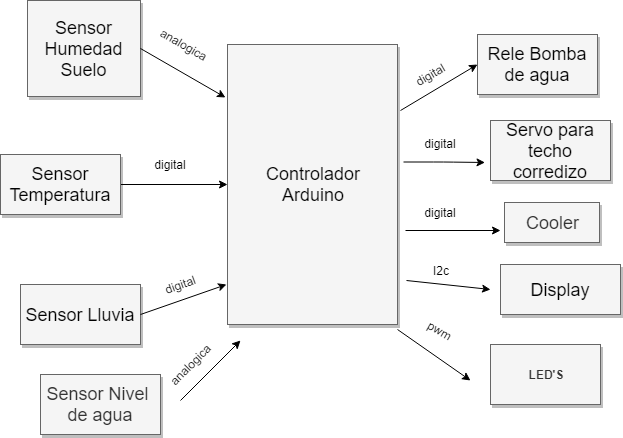 Sensor
Humedad
Suelo
analogica
Sensor
Temperatura
digital
Sensor Lluvia
digital
Sensor Nivel
de agua
analogica
Controlador
Arduino
digital
Rele Bomba
de agua
digital
Servo para
techo
corredizo
digital
Cooler
I2c
Display
pwm
LED'S